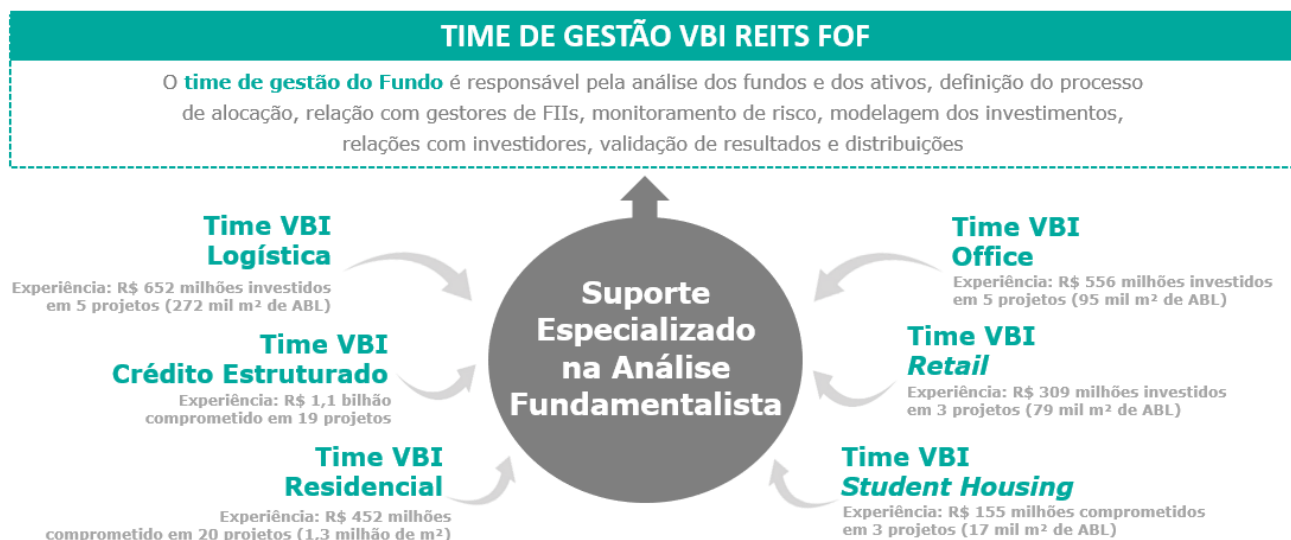 TIME DE GESTÃO VBI REITS FOF
O time de gestão do Fundo é responsável pela análise dos fundos e dos ativos, definição do processo
de alocação, relação com gestores de FIIs, monitoramento de risco, modelagem dos investimentos,
relações com investidores, validação de resultados e distribuições
Time VBI
Logística
Experiência: R$ 652 milhões investidos
em 5 projetos (272 mil m² de ABL)
Time VBI
Crédito Estruturado
Experiência: R$ 1,1 bilhão
comprometido em 19 projetos
Time VBI
Residencial
Experiência: R$ 452 milhões
comprometido em 20 projetos (1,3 milhão de m²)
Suporte
Especializado
na Análise
Fundamentalista
Time VBI
Office
Experiência: R$ 556 milhões investidos
em 5 projetos (95 mil m² de ABL)
Time VBI
Retail
Experiência: R$ 309 milhões investidos
em 3 projetos (79 mil m² de ABL)
Time VBI
Student Housing
Experiência: R$ 155 milhões comprometidos
em 3 projetos (17 mil m² de ABL)